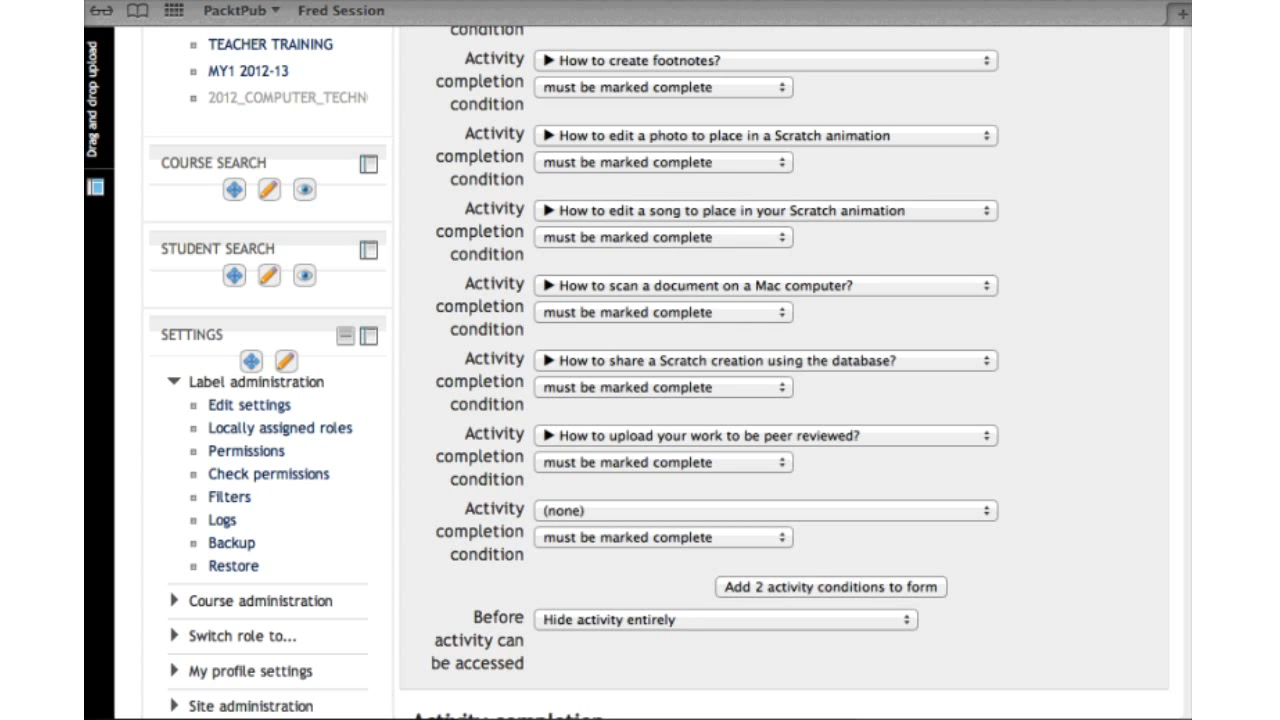 PacktPub Fred Session
+
Drag and drop upload
TEACHER TRAINING
MY1 2012-13
2012_COMPUTER_TECHN
COURSE SEARCH
STUDENT SEARCH
SETTINGS
Label administration
Edit settings
Locally assigned roles
Permissions
Check permissions
Filters
Logs
Backup
Restore
Course administration
Switch role to...
My profile settings
Site administration
condition
Activity completion condition
How to create footnotes?
must be marked complete
Activity completion condition
How to edit a photo to place in a Scratch animation
must be marked complete
Activity completion condition
How to edit a song to place in your Scratch animation
must be marked complete
Activity completion condition
How to scan a document on a Mac computer?
must be marked complete
Activity completion condition
How to share a Scratch creation using the database?
must be marked complete
Activity completion condition
How to upload your work to be peer reviewed?
must be marked complete
Activity completion condition
(none)
must be marked complete
Add 2 activity conditions to form
Before activity can be accessed
Hide activity entirely
Activity completion